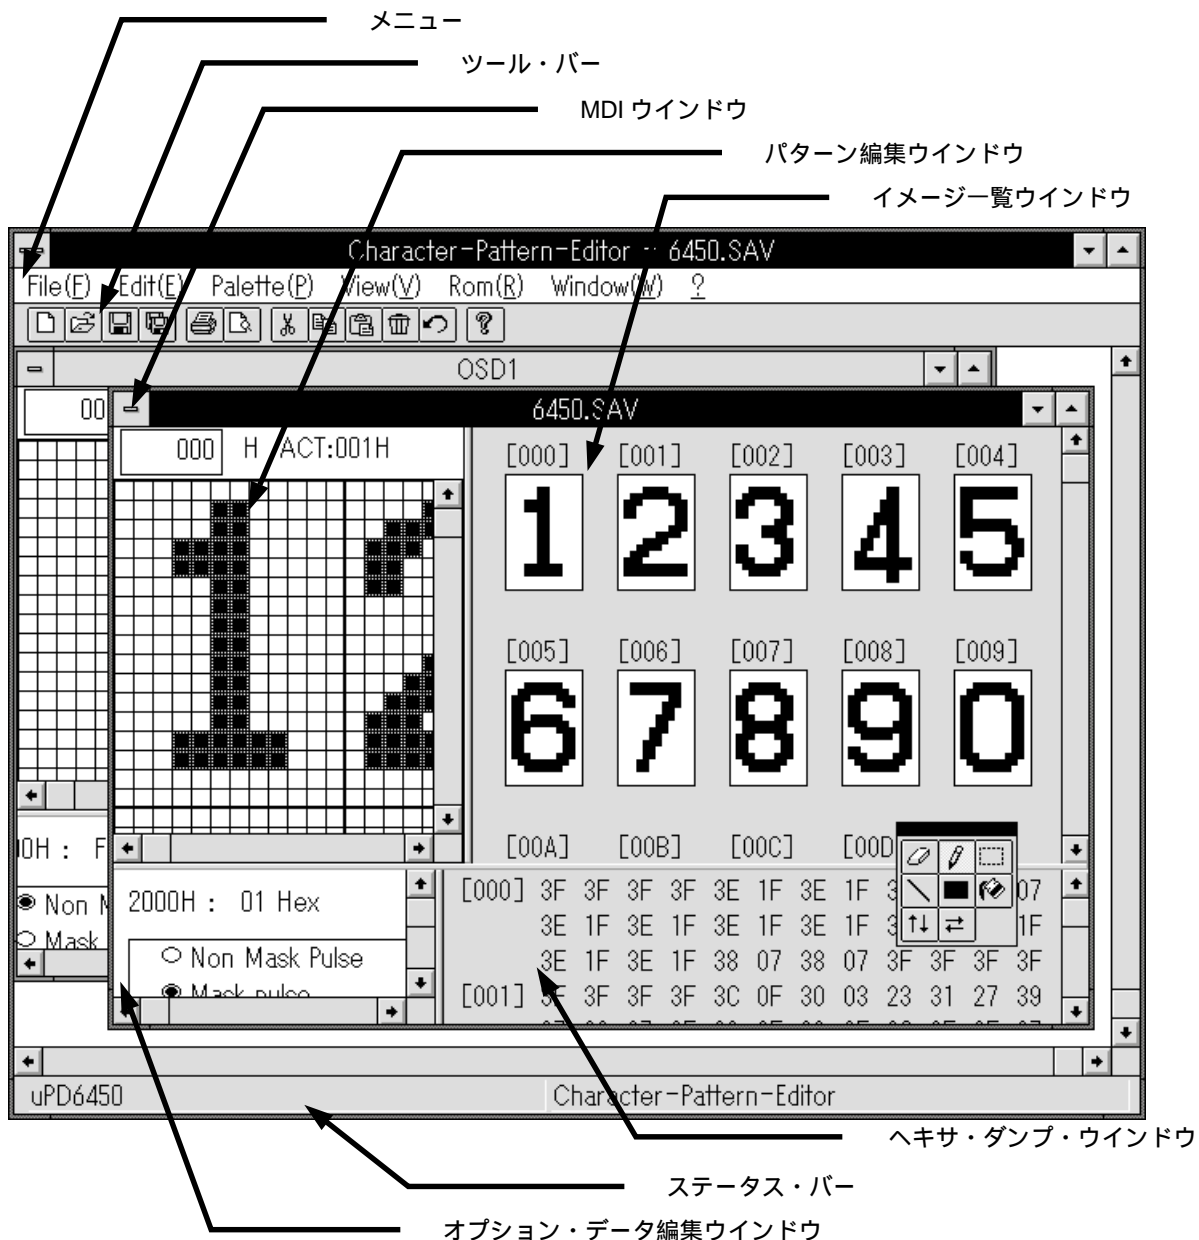 メニュー
ツール・バー
MDI ウインドウ
パターン編集ウインドウ
イメージ一覧ウインドウ
Character-Pattern-Editor - 6450.SAV
File(F) Edit(E) Palette(P) View(V) Rom(R) Window(W) ?
OSD1
00
6450.SAV
000 H ACT:001H
[000] [001] [002] [003] [004]
1 2 3 4 5
[005] [006] [007] [008] [009]
6 7 8 9 0
[00A] [00B] [00C] [00D
0H : F
Non M
Mask
2000H : 01 Hex
Non Mask Pulse
Mask pulse
[000] 3F 3F 3F 3F 3E 1F 3E 1F 3 07
3E 1F 3E 1F 3E 1F 3E 1F 3 1F
3E 1F 3E 1F 38 07 38 07 3F 3F 3F 3F
[001] 3F 3F 3F 3F 3C 0F 30 03 23 31 27 39
uPD6450 Character-Pattern-Editor
ヘキサ・ダンプ・ウインドウ
ステータス・バー
オプション・データ編集ウインドウ